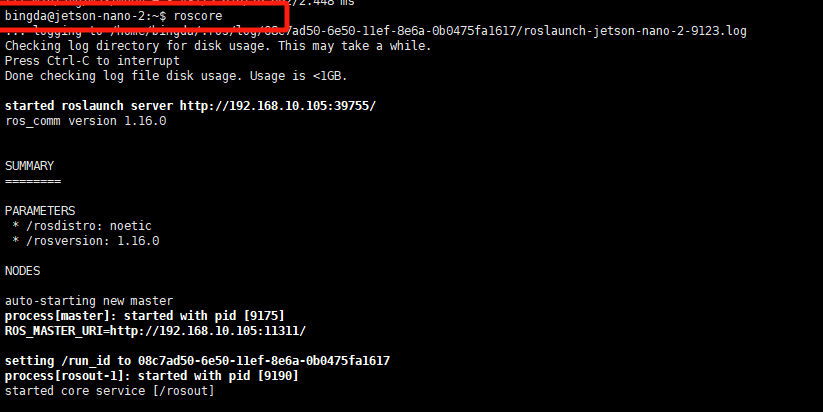 2.448 ms
bingda@jetson-nano-2:~$ roscore
... logging to /home/bingda/.ros/log/08c7ad50-6e50-11ef-8e6a-0b0475fa1617/roslaunch-jetson-nano-2-9123.log
Checking log directory for disk usage. This may take a while.
Press Ctrl-C to interrupt
Done checking log file disk usage. Usage is <1GB.
started roslaunch server http://192.168.10.105:39755/
ros_comm version 1.16.0
SUMMARY
========
PARAMETERS
* /rosdistro: noetic
* /rosversion: 1.16.0
NODES
auto-starting new master
process[master]: started with pid [9175]
ROS_MASTER_URI=http://192.168.10.105:11311/
setting /run_id to 08c7ad50-6e50-11ef-8e6a-0b0475fa1617
process[rosout-1]: started with pid [9190]
started core service [/rosout]